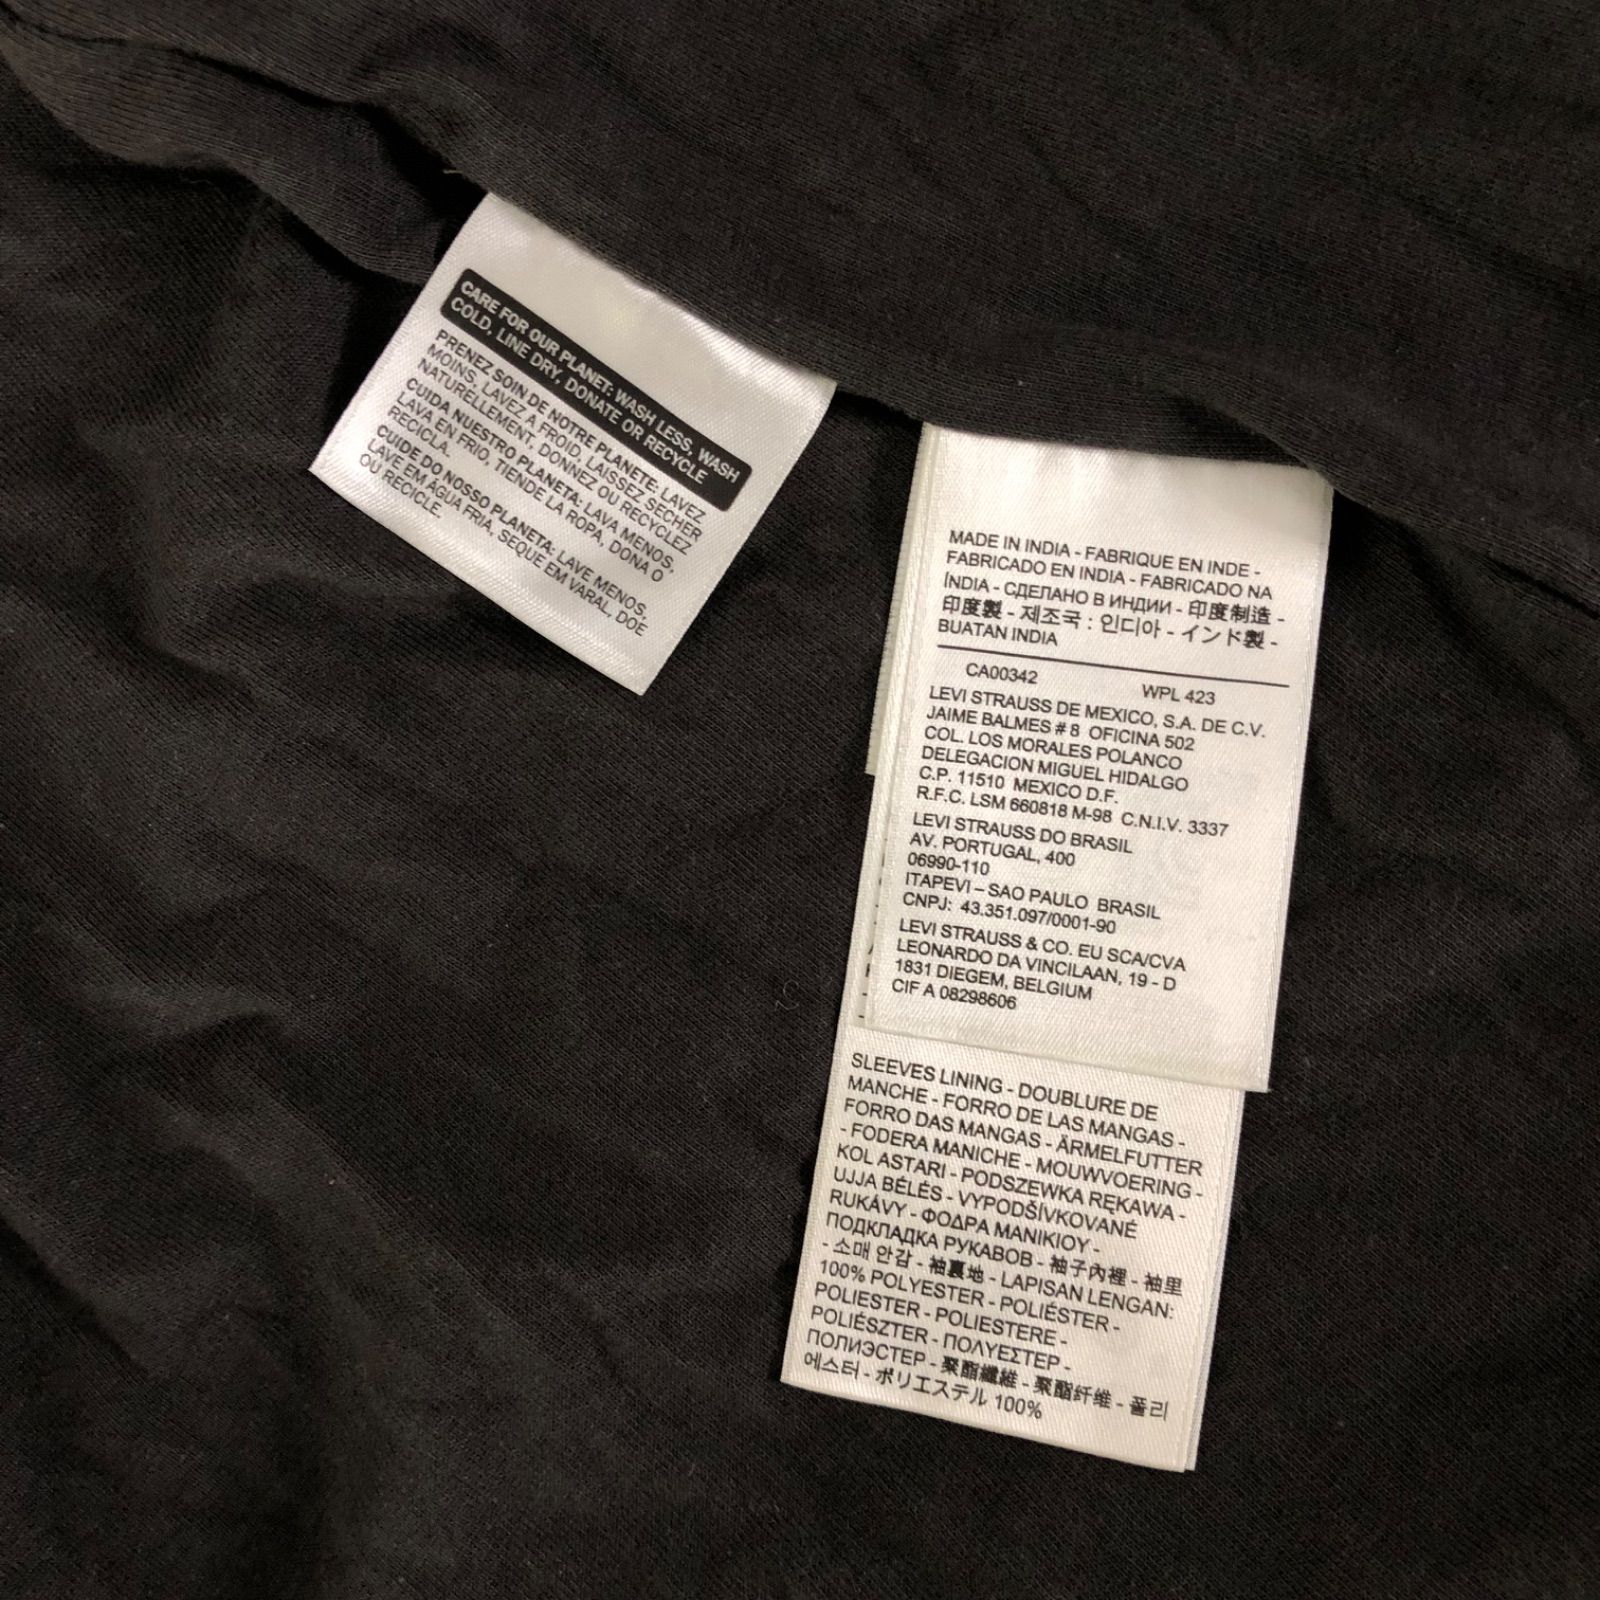 CARE FOR OUR PLANET: WASH LESS, WASH
COLD, LINE DRY, DONATE OR RECYCLE
PRENEZ SOIN DE NOTRE PLANETE: LAVEZ
MOINS, LAVEZ A FROID, LAISSEZ SECHER
NATURELLEMENT, DONNEZ OU RECYCLEZ
CUIDA NUESTRO PLANETA: LAVA MENOS,
LAVA EN FRIO, TIENDE LA ROPA, DONA O
RECICLA.
CUIDE DO NOSSO PLANETA: LAVE MENOS,
LAVE EM ÁGUA FRIA, SEQUE EM VARAL, DOE
OU RECICLE.
MADE IN INDIA - FABRIQUE EN INDE -
FABRICADO EN INDIA - FABRICADO NA
ÍNDIA - СДЕЛАНО В ИНДИИ - 印度制造 -
印度製 - 제조국 : 인디아 - インド製 -
BUATAN INDIA
CA00342 WPL 423
LEVI STRAUSS DE MEXICO, S.A. DE C.V.
JAIME BALMES # 8 OFICINA 502
COL. LOS MORALES POLANCO
DELEGACION MIGUEL HIDALGO
C.P. 11510 MEXICO D.F.
R.F.C. LSM 660818 M-98 C.N.I.V. 3337
LEVI STRAUSS DO BRASIL
AV. PORTUGAL, 400
06990-110
ITAPEVI – SAO PAULO BRASIL
CNPJ: 43.351.097/0001-90
LEVI STRAUSS & CO. EU SCA/CVA
LEONARDO DA VINCILAAN, 19 - D
1831 DIEGEM, BELGIUM
CIF A 08298606
SLEEVES LINING - DOUBLURE DE
MANCHE - FORRO DE LAS MANGAS -
FORRO DAS MANGAS - ÄRMELFUTTER
- FODERA MANICHE - MOUWVOERING -
KOL ASTARI - PODSZEWKA RĘKAWA -
UJJA BÉLÉS - VYPODŠÍVKOVANÉ
RUKÁVY - ΦΟΔΡΑ ΜΑΝΙΚΙΟΥ -
ПОДКЛАДКА РУКАВОВ - 袖子內裡 - 袖里
- 소매 안감 - 袖裏地 - LAPISAN LENGAN:
100% POLYESTER - POLIÉSTER -
POLIESTER - POLIESTERE -
POLIÉSZTER - ΠΟΛΥΕΣΤΕΡ -
ПОЛИЭСТЕР - 聚酯纖維 - 聚酯纤维 - 폴리
에스터 - ポリエステル 100%